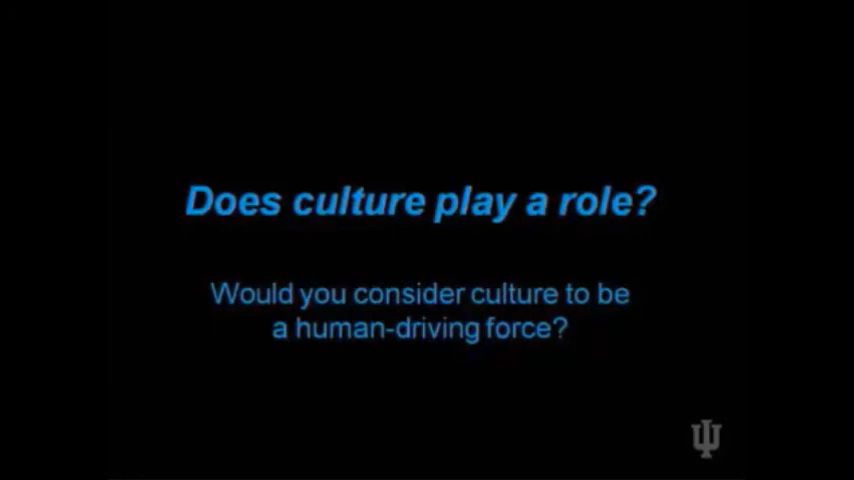 Does culture play a role?
Would you consider culture to be
a human-driving force?